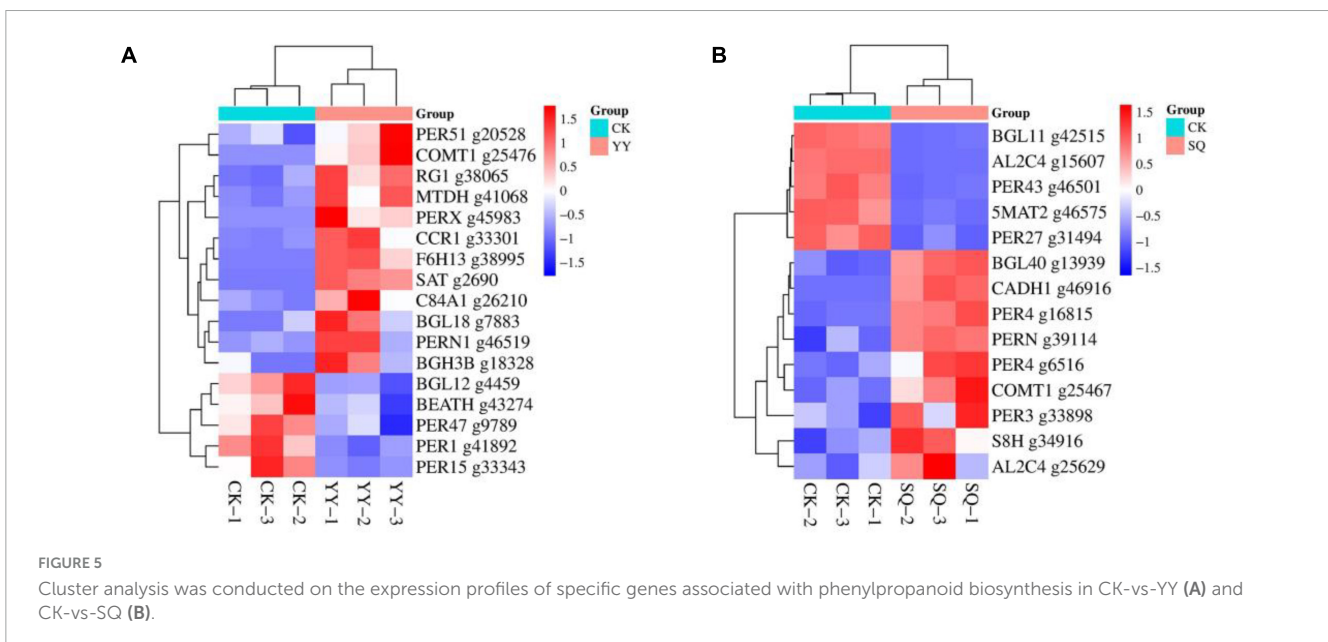 A
Group
PER51 g20528
COMT1 g25476
RG1 g38065
MTDH g41068
PERX g45983
CCR1 g33301
F6H13 g38995
SAT g2690
C84A1 g26210
BGL18 g7883
PERN1 g46519
BGH3B g18328
BGL12 g4459
BEATH g43274
PER47 g9789
PER1 g41892
PER15 g33343
CK-1
CK-3
CK-2
YY-1
YY-2
YY-3
1.5
1
0.5
0
−0.5
−1
−1.5
Group
CK
YY
B
Group
BGL11 g42515
AL2C4 g15607
PER43 g46501
5MAT2 g46575
PER27 g31494
BGL40 g13939
CADH1 g46916
PER4 g16815
PERN g39114
PER4 g6516
COMT1 g25467
PER3 g33898
S8H g34916
AL2C4 g25629
CK-2
CK-3
CK-1
SQ-2
SQ-3
SQ-1
1.5
1
0.5
0
−0.5
−1
−1.5
Group
CK
SQ
FIGURE 5
Cluster analysis was conducted on the expression profiles of specific genes associated with phenylpropanoid biosynthesis in CK-vs-YY (A) and
CK-vs-SQ (B).